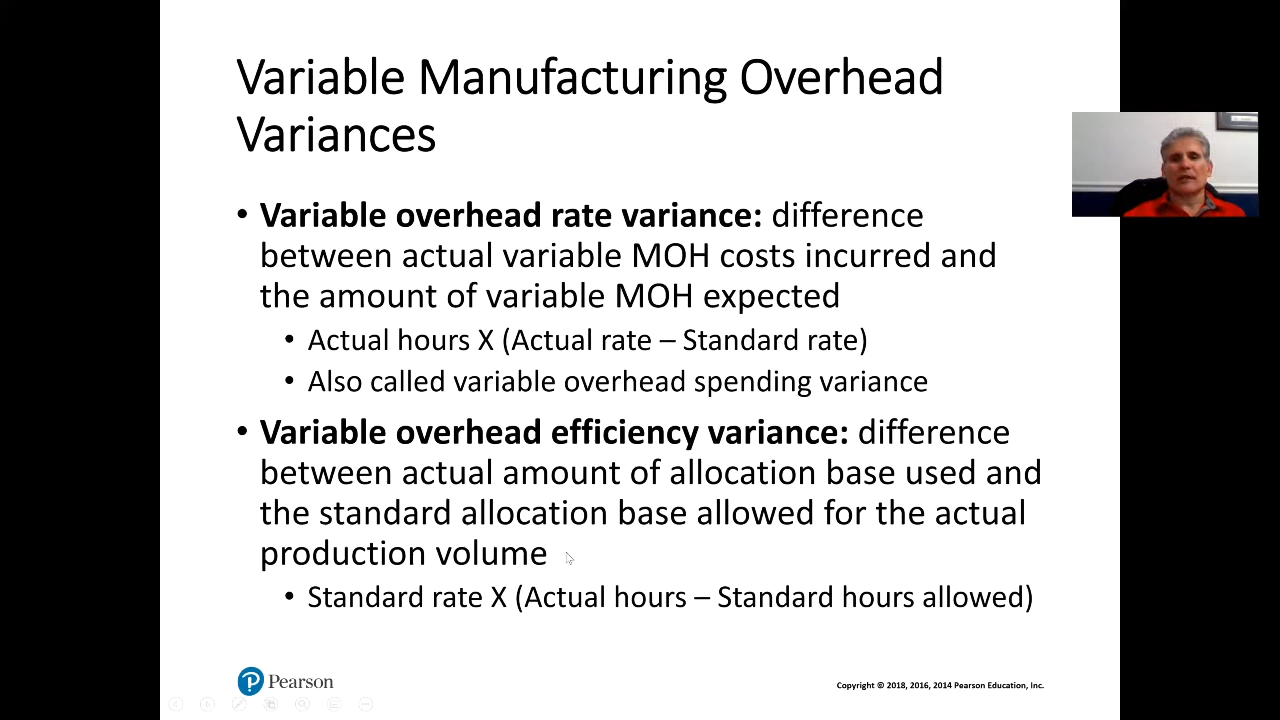 Variable Manufacturing Overhead
Variances
• Variable overhead rate variance: difference
between actual variable MOH costs incurred and
the amount of variable MOH expected
• Actual hours X (Actual rate – Standard rate)
• Also called variable overhead spending variance
• Variable overhead efficiency variance: difference
between actual amount of allocation base used and
the standard allocation base allowed for the actual
production volume
• Standard rate X (Actual hours – Standard hours allowed)
P Pearson
Copyright © 2018, 2016, 2014 Pearson Education, Inc.